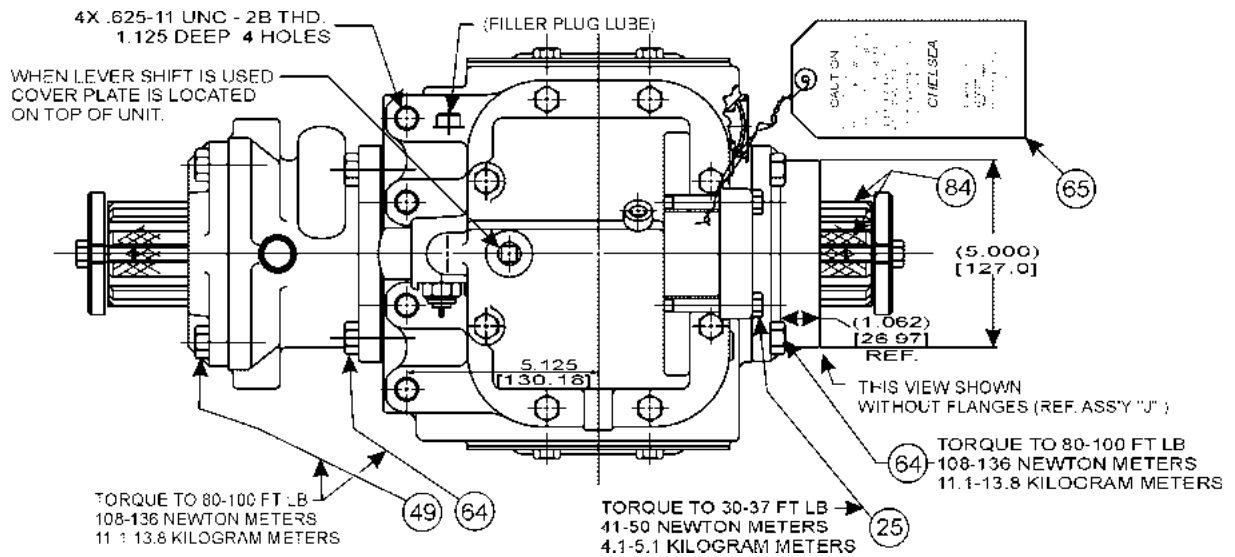 4X .625-11 UNC - 2B THD.
1.125 DEEP 4 HOLES
(FILLER PLUG LUBE)
WHEN LEVER SHIFT IS USED
COVER PLATE IS LOCATED
ON TOP OF UNIT.
CAUTION
CHELSEA
84
65
(5.000)
[127.0]
(1.062)
[26.97]
REF.
5.125
[130.18]
THIS VIEW SHOWN
WITHOUT FLANGES (REF. ASS'Y "J" )
64
TORQUE TO 80-100 FT LB
108-136 NEWTON METERS
11.1-13.8 KILOGRAM METERS
TORQUE TO 80-100 FT LB
108-136 NEWTON METERS
11.1-13.8 KILOGRAM METERS
49
64
TORQUE TO 30-37 FT LB
41-50 NEWTON METERS
4.1-5.1 KILOGRAM METERS
25